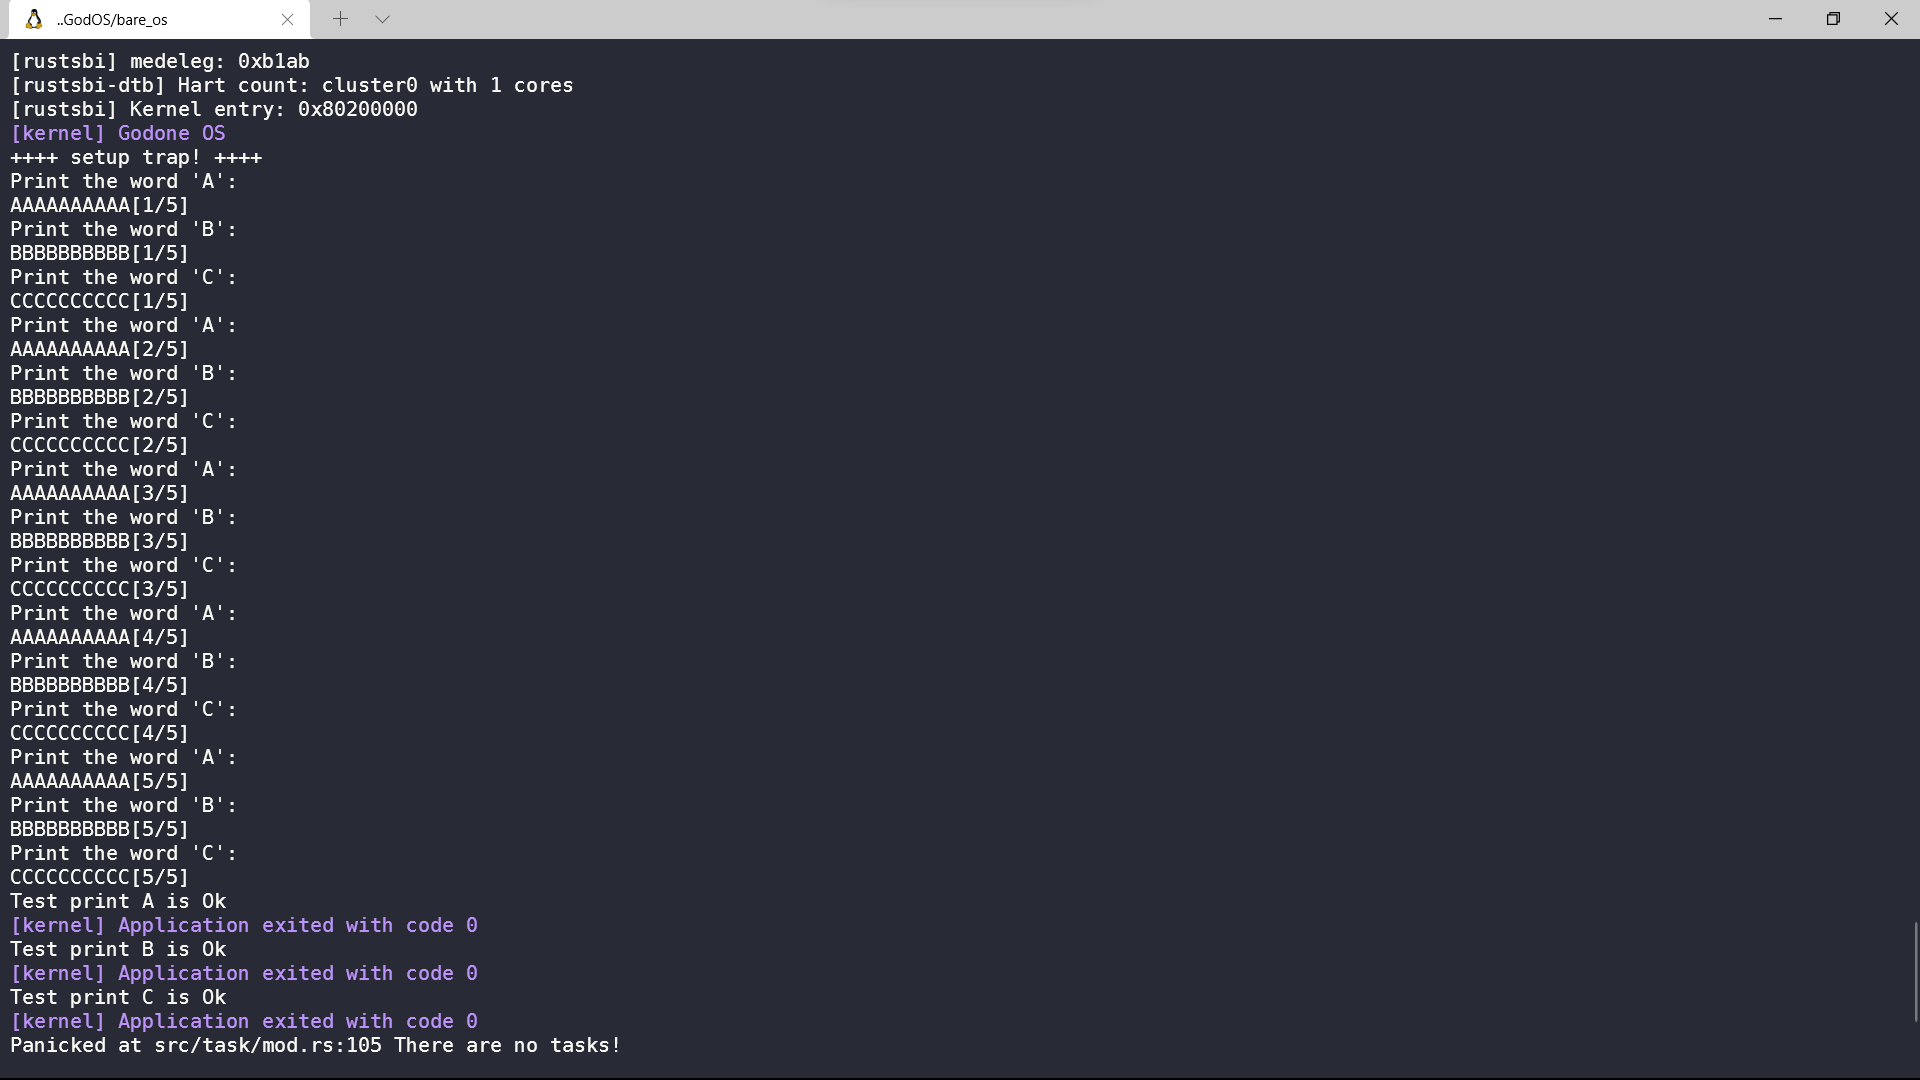 ..GodOS/bare_os
[rustsbi] medeleg: 0xb1ab
[rustsbi-dtb] Hart count: cluster0 with 1 cores
[rustsbi] Kernel entry: 0x80200000
[kernel] Godone OS
++++ setup trap! ++++
Print the word 'A':
AAAAAAAAAA[1/5]
Print the word 'B':
BBBBBBBBBB[1/5]
Print the word 'C':
CCCCCCCCCC[1/5]
Print the word 'A':
AAAAAAAAAA[2/5]
Print the word 'B':
BBBBBBBBBB[2/5]
Print the word 'C':
CCCCCCCCCC[2/5]
Print the word 'A':
AAAAAAAAAA[3/5]
Print the word 'B':
BBBBBBBBBB[3/5]
Print the word 'C':
CCCCCCCCCC[3/5]
Print the word 'A':
AAAAAAAAAA[4/5]
Print the word 'B':
BBBBBBBBBB[4/5]
Print the word 'C':
CCCCCCCCCC[4/5]
Print the word 'A':
AAAAAAAAAA[5/5]
Print the word 'B':
BBBBBBBBBB[5/5]
Print the word 'C':
CCCCCCCCCC[5/5]
Test print A is Ok
[kernel] Application exited with code 0
Test print B is Ok
[kernel] Application exited with code 0
Test print C is Ok
[kernel] Application exited with code 0
Panicked at src/task/mod.rs:105 There are no tasks!